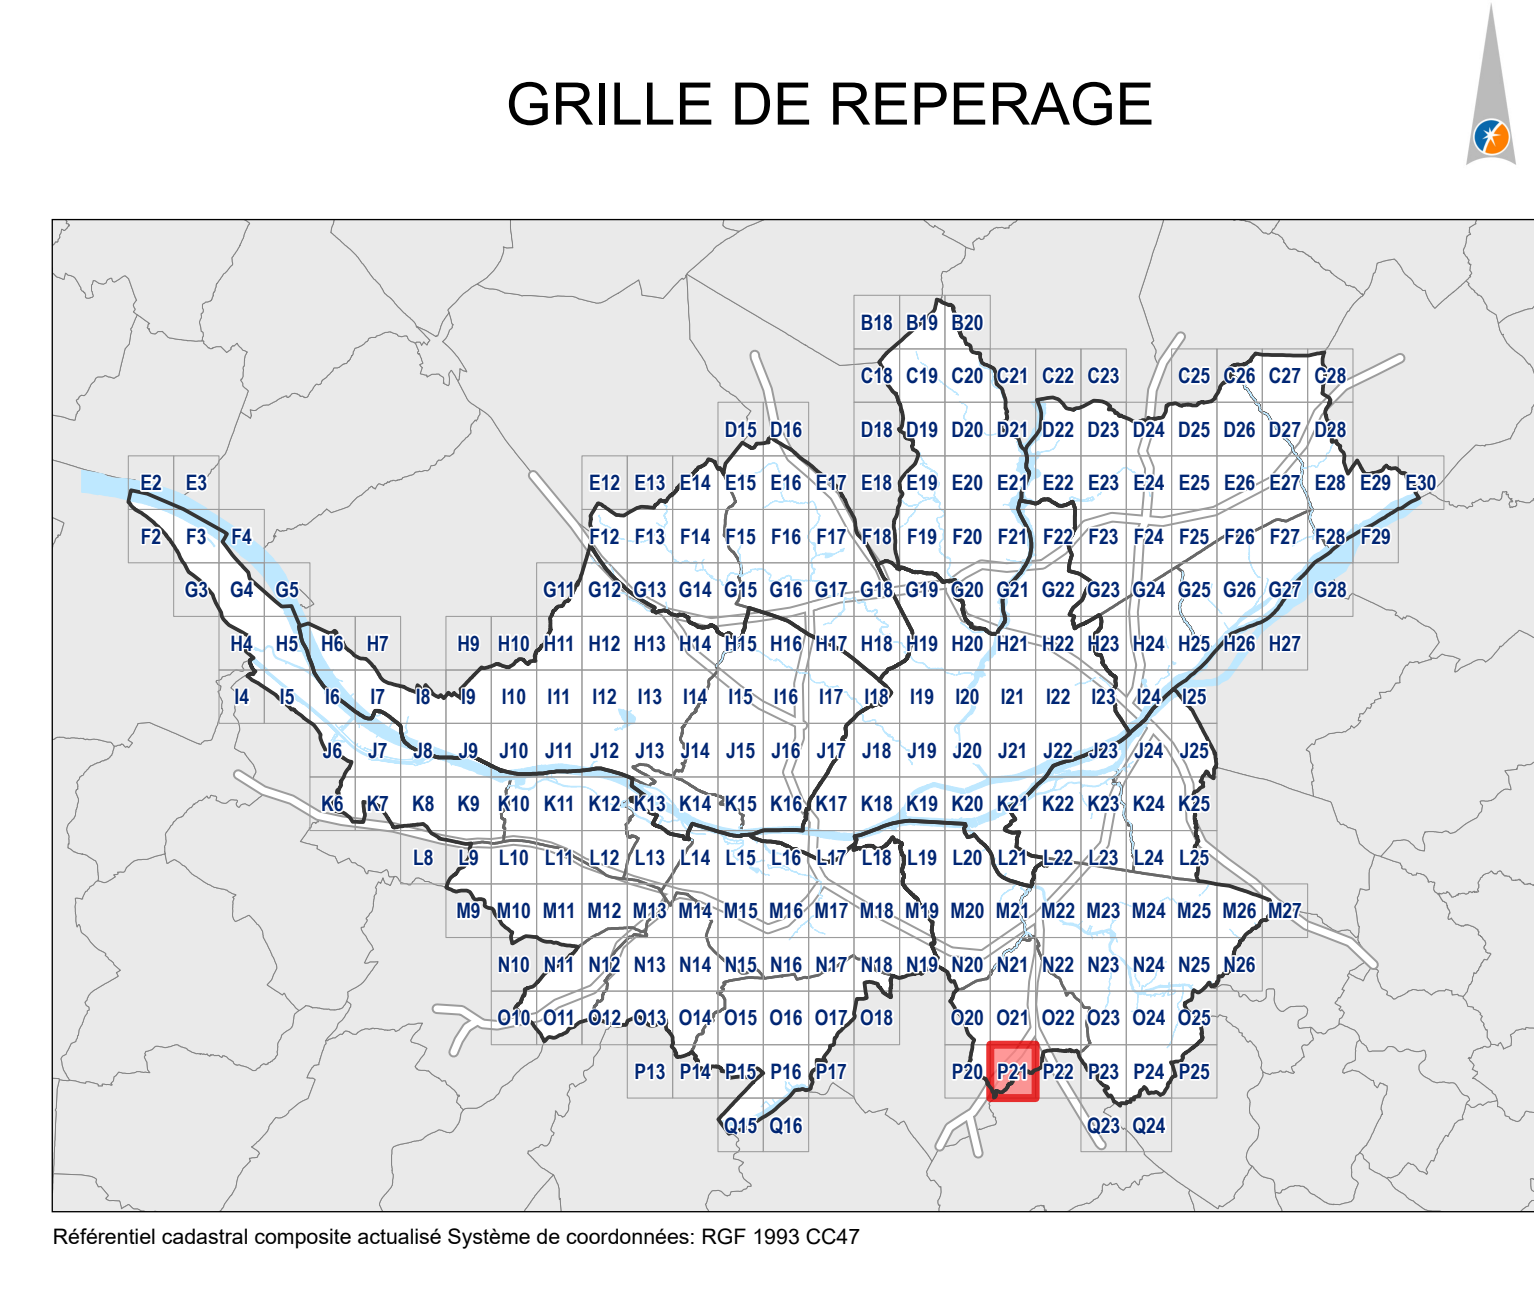 GRILLE DE REPERAGE
B18 B19 B20
C18 C19 C20 C21 C22 C23 C25 C26 C27 C28
D15 D16 D18 D19 D20 D21 D22 D23 D24 D25 D26 D27 D28
E2 E3 E12 E13 E14 E15 E16 E17 E18 E19 E20 E21 E22 E23 E24 E25 E26 E27 E28 E29 E30
F2 F3 F4 F12 F13 F14 F15 F16 F17 F18 F19 F20 F21 F22 F23 F24 F25 F26 F27 F28 F29
G3 G4 G5 G11 G12 G13 G14 G15 G16 G17 G18 G19 G20 G21 G22 G23 G24 G25 G26 G27 G28
H4 H5 H6 H7 H9 H10 H11 H12 H13 H14 H15 H16 H17 H18 H19 H20 H21 H22 H23 H24 H25 H26 H27
I4 I5 I6 I7 I8 I9 I10 I11 I12 I13 I14 I15 I16 I17 I18 I19 I20 I21 I22 I23 I24 I25
J6 J7 J8 J9 J10 J11 J12 J13 J14 J15 J16 J17 J18 J19 J20 J21 J22 J23 J24 J25
K6 K7 K8 K9 K10 K11 K12 K13 K14 K15 K16 K17 K18 K19 K20 K21 K22 K23 K24 K25
L8 L9 L10 L11 L12 L13 L14 L15 L16 L17 L18 L19 L20 L21 L22 L23 L24 L25
M9 M10 M11 M12 M13 M14 M15 M16 M17 M18 M19 M20 M21 M22 M23 M24 M25 M26 M27
N10 N11 N12 N13 N14 N15 N16 N17 N18 N19 N20 N21 N22 N23 N24 N25 N26
O10 O11 O12 O13 O14 O15 O16 O17 O18 O20 O21 O22 O23 O24 O25
P13 P14 P15 P16 P17 P20 P21 P22 P23 P24 P25
Q15 Q16 Q23 Q24
Référentiel cadastral composite actualisé Système de coordonnées: RGF 1993 CC47